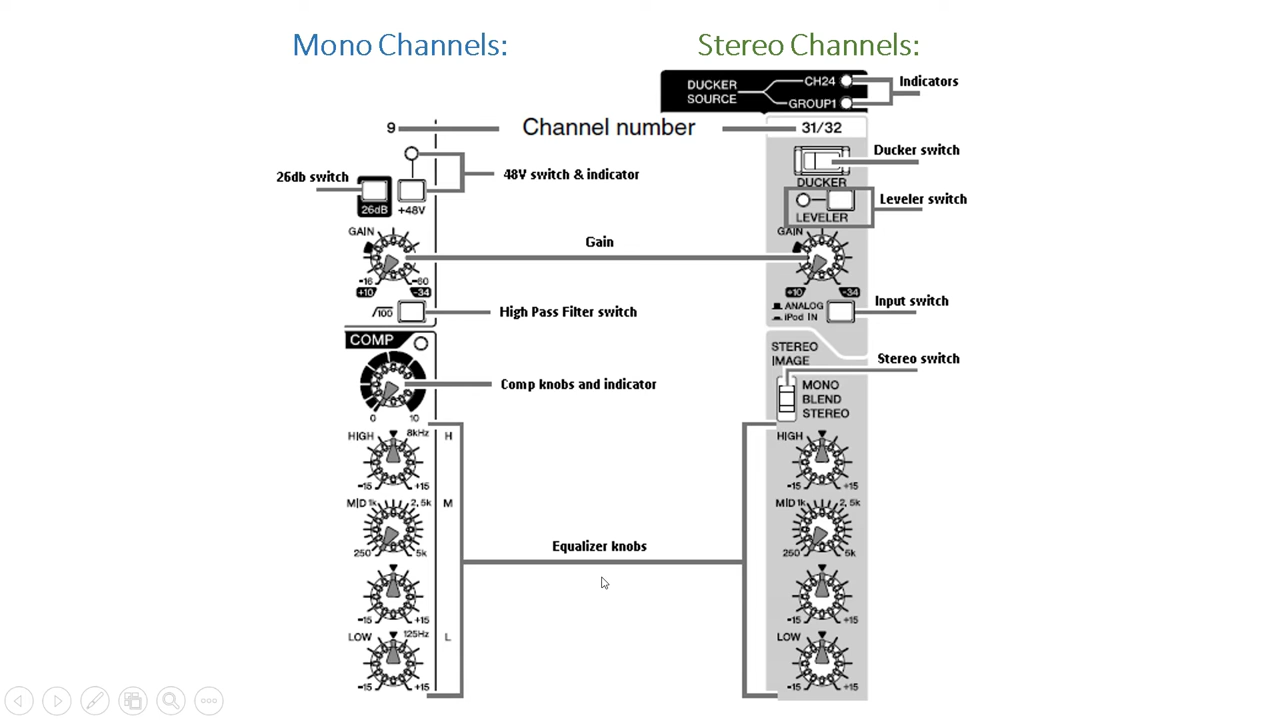 Mono Channels:
Stereo Channels:
DUCKER
SOURCE
CH24
GROUP1
Indicators
9
Channel number
31/32
26db switch
26dB
+48V
48V switch & indicator
DUCKER
Ducker switch
LEVELER
Leveler switch
GAIN
-16
-60
+10
-34
Gain
GAIN
+10
-34
/100
High Pass Filter switch
ANALOG
iPod IN
Input switch
COMP
0
10
Comp knobs and indicator
STEREO
IMAGE
Stereo switch
MONO
BLEND
STEREO
HIGH
8kHz
H
-15
+15
MID 1k
2, 5k
M
250
5k
-15
+15
LOW
125Hz
L
-15
+15
Equalizer knobs
HIGH
-15
+15
MID 1k
2, 5k
250
5k
-15
+15
LOW
-15
+15